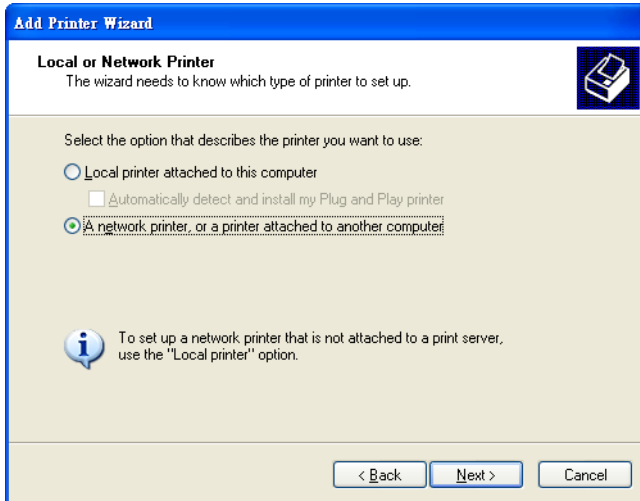 Add Printer Wizard
Local or Network Printer
The wizard needs to know which type of printer to set up.
Select the option that describes the printer you want to use:
Local printer attached to this computer
Automatically detect and install my Plug and Play printer
A network printer, or a printer attached to another computer
To set up a network printer that is not attached to a print server,
use the "Local printer" option.
< Back Next > Cancel